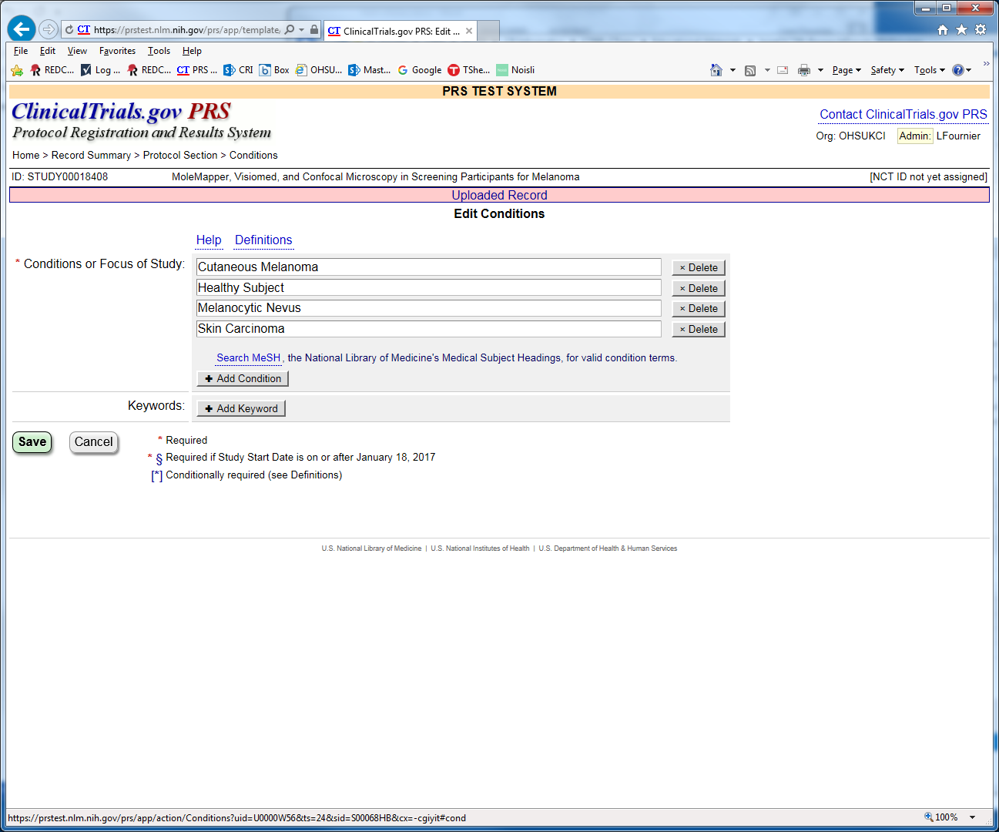 CT https://prstest.nlm.nih.gov/prs/app/template,
CT ClinicalTrials.gov PRS: Edit ... ×
File Edit View Favorites Tools Help
REDC... Log ... REDC... CT PRS ... CRI Box OHSU... Mast... Google TShe... Noisli
Page Safety Tools »
PRS TEST SYSTEM
ClinicalTrials.gov PRS
Protocol Registration and Results System
Contact ClinicalTrials.gov PRS
Org: OHSUKCI Admin: LFournier
Home > Record Summary > Protocol Section > Conditions
ID: STUDY00018408 MoleMapper, Visiomed, and Confocal Microscopy in Screening Participants for Melanoma [NCT ID not yet assigned]
Uploaded Record
Edit Conditions
Help Definitions
* Conditions or Focus of Study:
Cutaneous Melanoma × Delete
Healthy Subject × Delete
Melanocytic Nevus × Delete
Skin Carcinoma × Delete
Search MeSH, the National Library of Medicine's Medical Subject Headings, for valid condition terms.
+ Add Condition
Keywords: + Add Keyword
Save Cancel
* Required
* § Required if Study Start Date is on or after January 18, 2017
[*] Conditionally required (see Definitions)
U.S. National Library of Medicine | U.S. National Institutes of Health | U.S. Department of Health & Human Services
https://prstest.nlm.nih.gov/prs/app/action/Conditions?uid=U0000W56&ts=24&sid=S00068HB&cx=-cgiyit#cond
100%